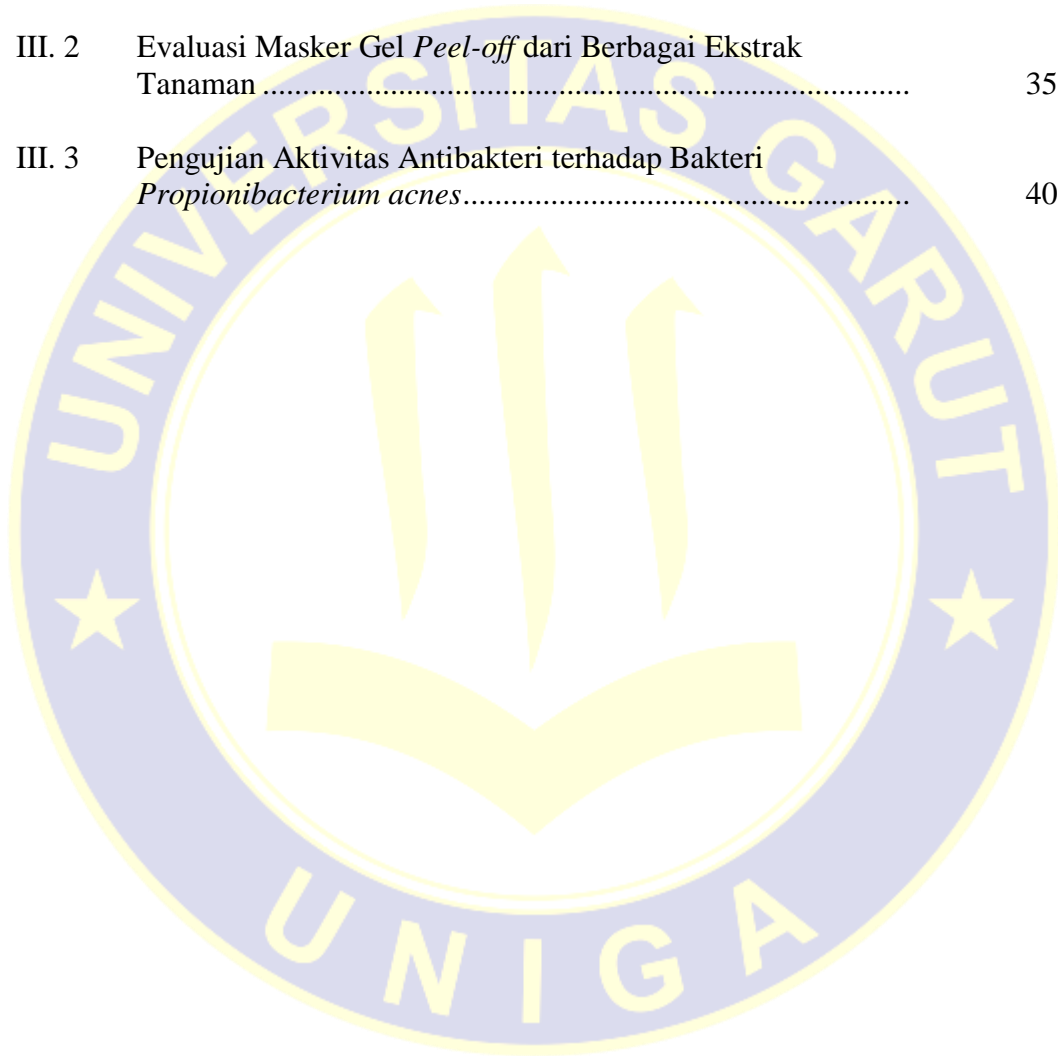 III. 2 Evaluasi Masker Gel Peel-off dari Berbagai Ekstrak
Tanaman ................................................................................ 35
III. 3 Pengujian Aktivitas Antibakteri terhadap Bakteri
Propionibacterium acnes....................................................... 40
UNIVERSITAS GARUT
UNIGA